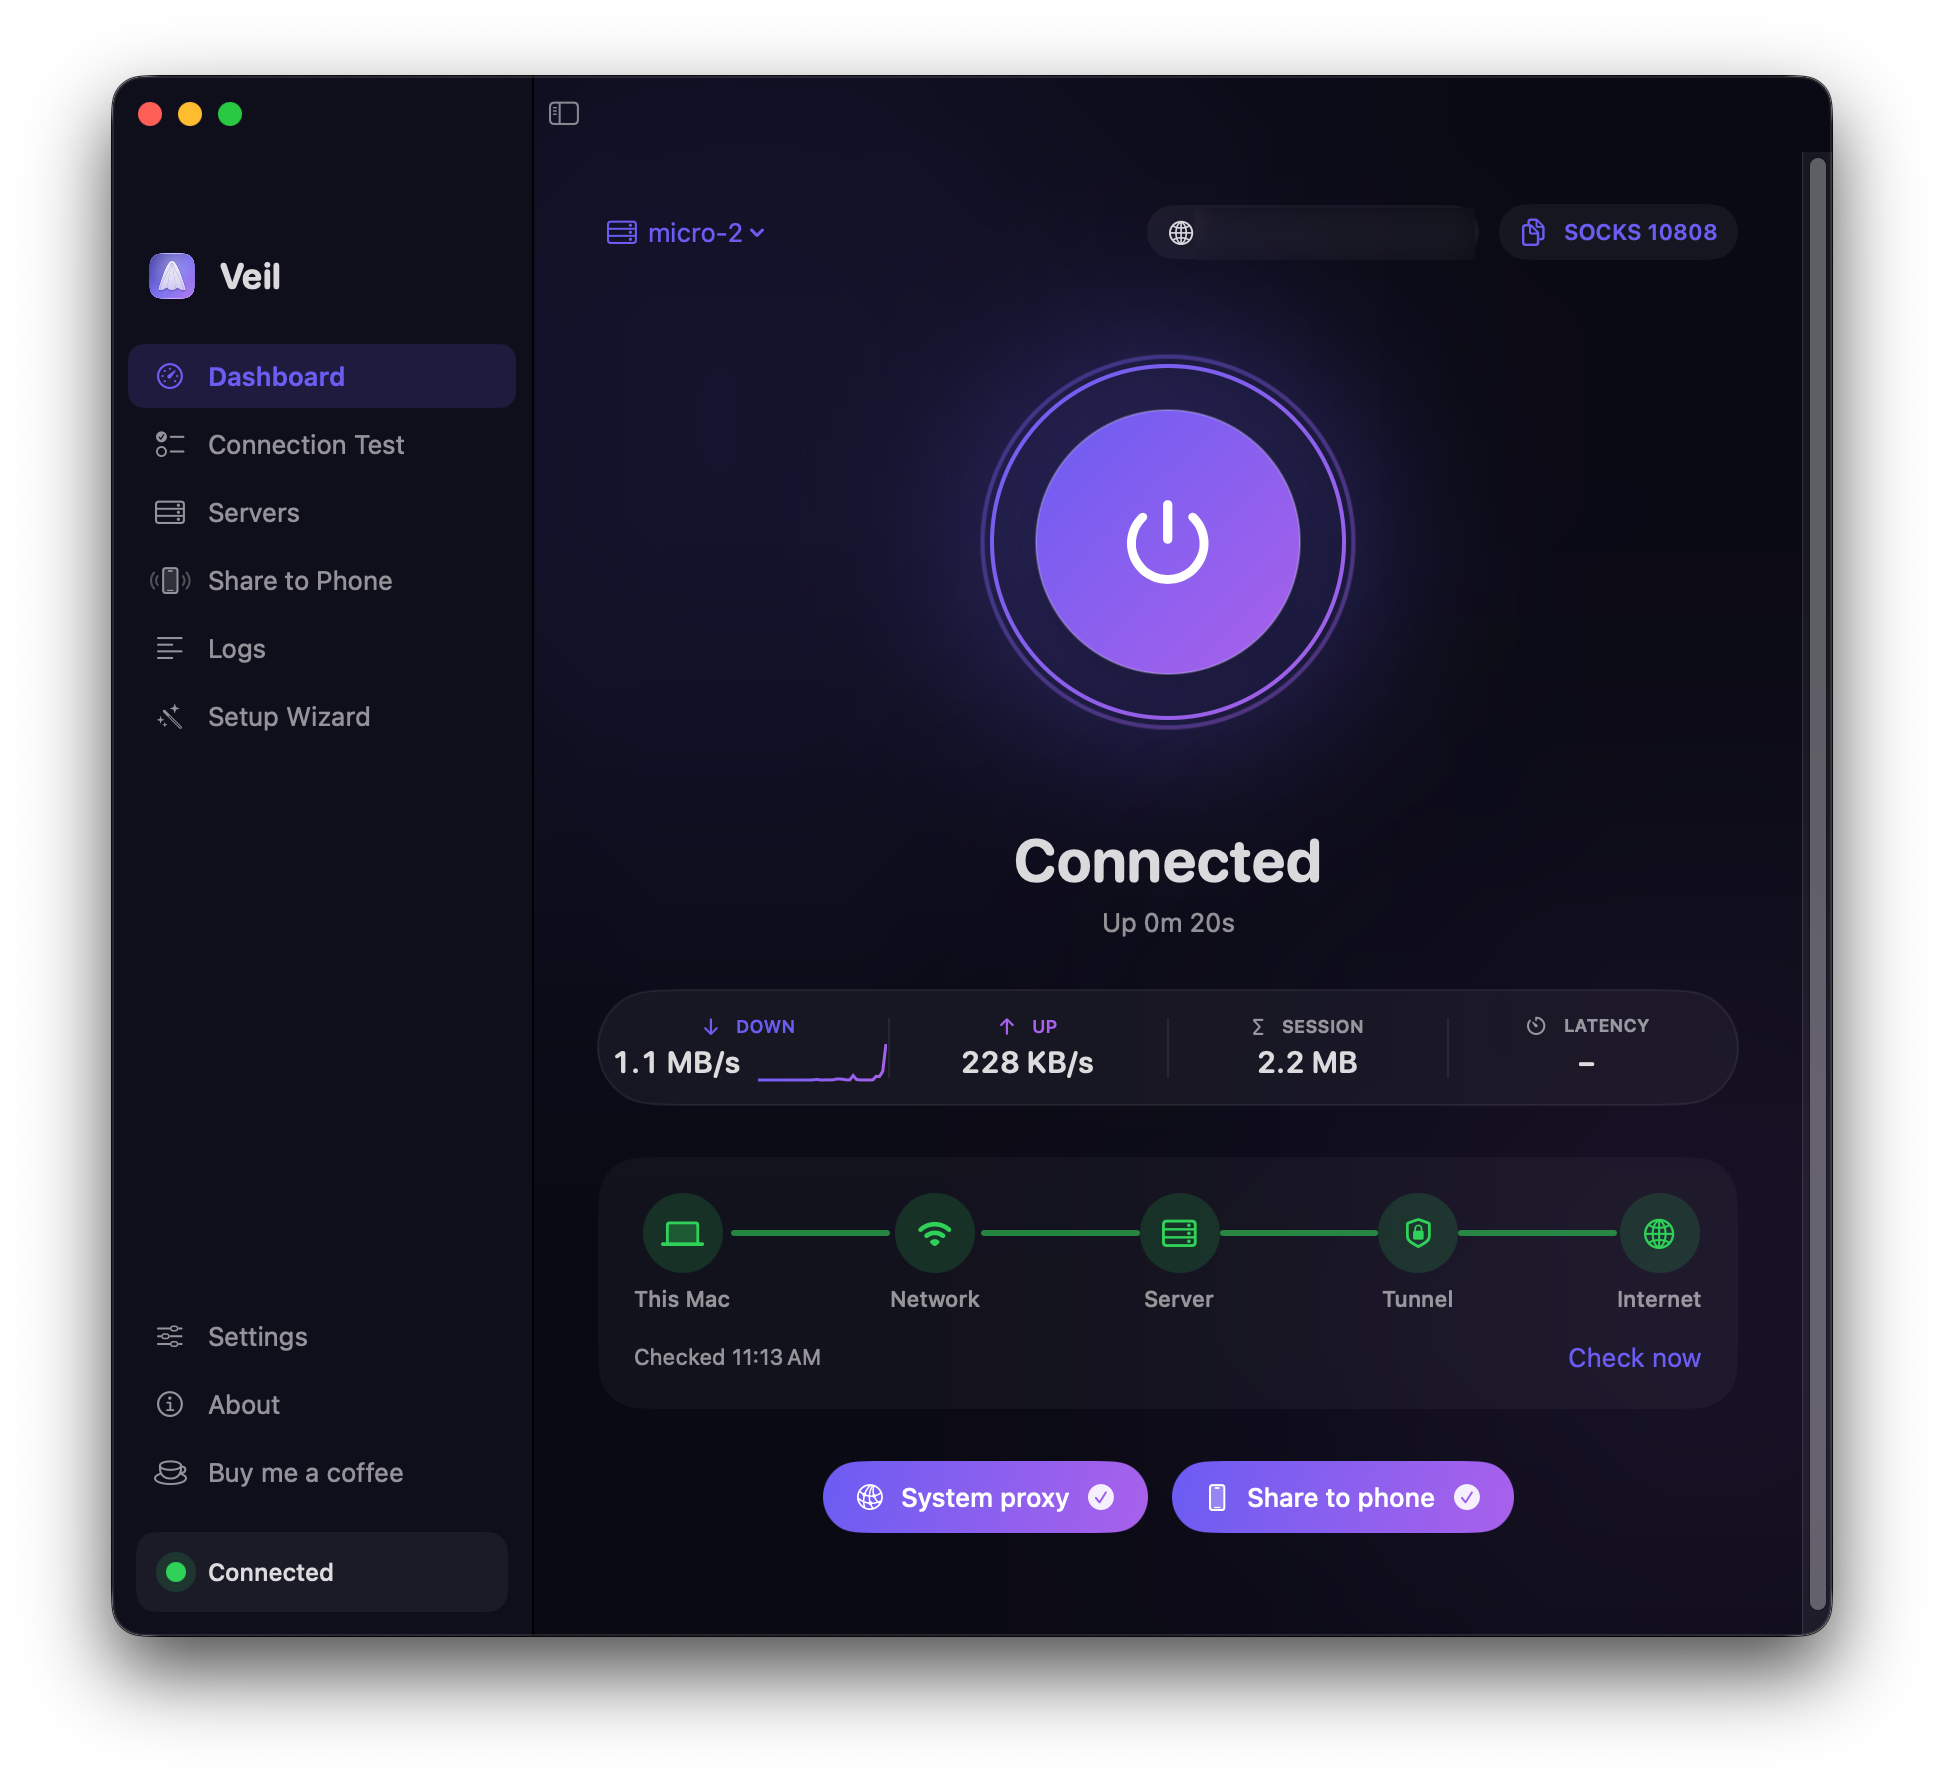 Veil
Dashboard
Connection Test
Servers
Share to Phone
Logs
Setup Wizard
Settings
About
Buy me a coffee
Connected
micro-2
SOCKS 10808
Connected
Up 0m 20s
DOWN
1.1 MB/s
UP
228 KB/s
SESSION
2.2 MB
LATENCY
–
This Mac
Network
Server
Tunnel
Internet
Checked 11:13 AM
Check now
System proxy
Share to phone